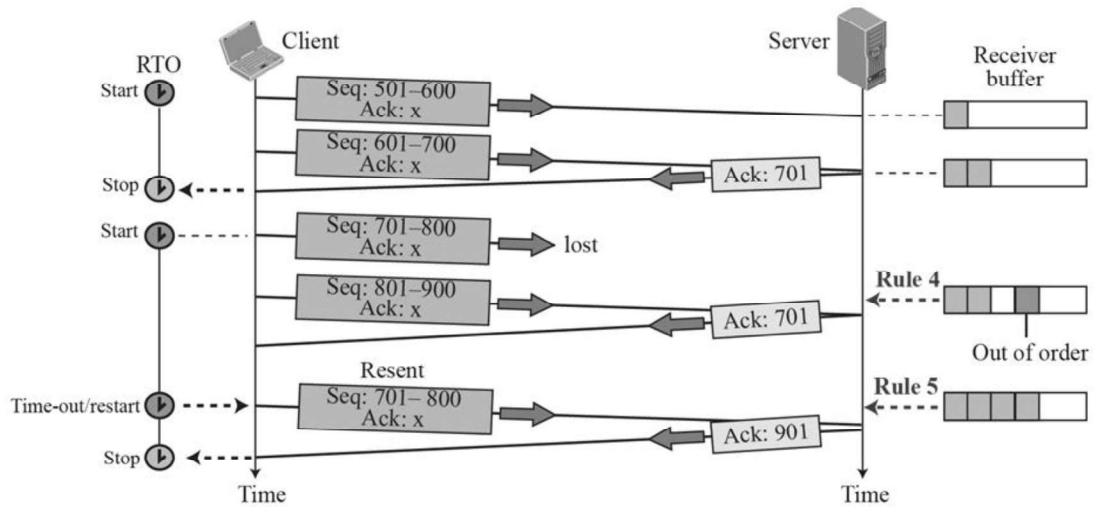 Client
Server
Receiver
buffer
RTO
Start
Seq: 501–600
Ack: x
Seq: 601–700
Ack: x
Stop
Ack: 701
Start
Seq: 701–800
Ack: x
lost
Seq: 801–900
Ack: x
Rule 4
Ack: 701
Out of order
Resent
Time-out/restart
Seq: 701– 800
Ack: x
Rule 5
Stop
Ack: 901
Time
Time